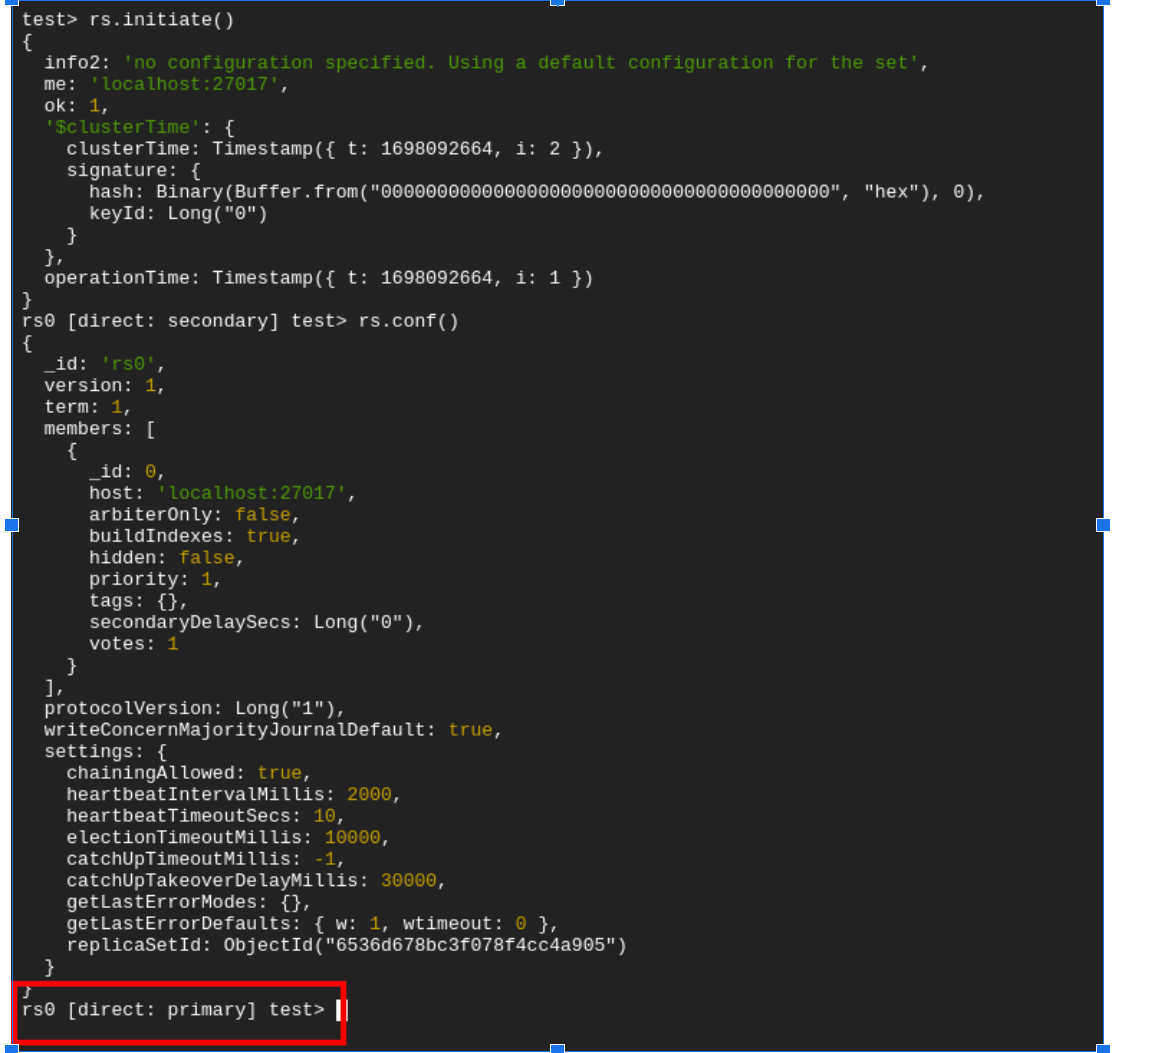 test> rs.initiate()
{
  info2: 'no configuration specified. Using a default configuration for the set',
  me: 'localhost:27017',
  ok: 1,
  '$clusterTime': {
    clusterTime: Timestamp({ t: 1698092664, i: 2 }),
    signature: {
      hash: Binary(Buffer.from("0000000000000000000000000000000000000000", "hex"), 0),
      keyId: Long("0")
    }
  },
  operationTime: Timestamp({ t: 1698092664, i: 1 })
}
rs0 [direct: secondary] test> rs.conf()
{
  _id: 'rs0',
  version: 1,
  term: 1,
  members: [
    {
      _id: 0,
      host: 'localhost:27017',
      arbiterOnly: false,
      buildIndexes: true,
      hidden: false,
      priority: 1,
      tags: {},
      secondaryDelaySecs: Long("0"),
      votes: 1
    }
  ],
  protocolVersion: Long("1"),
  writeConcernMajorityJournalDefault: true,
  settings: {
    chainingAllowed: true,
    heartbeatIntervalMillis: 2000,
    heartbeatTimeoutSecs: 10,
    electionTimeoutMillis: 10000,
    catchUpTimeoutMillis: -1,
    catchUpTakeoverDelayMillis: 30000,
    getLastErrorModes: {},
    getLastErrorDefaults: { w: 1, wtimeout: 0 },
    replicaSetId: ObjectId("6536d678bc3f078f4cc4a905")
  }
}
rs0 [direct: primary] test>